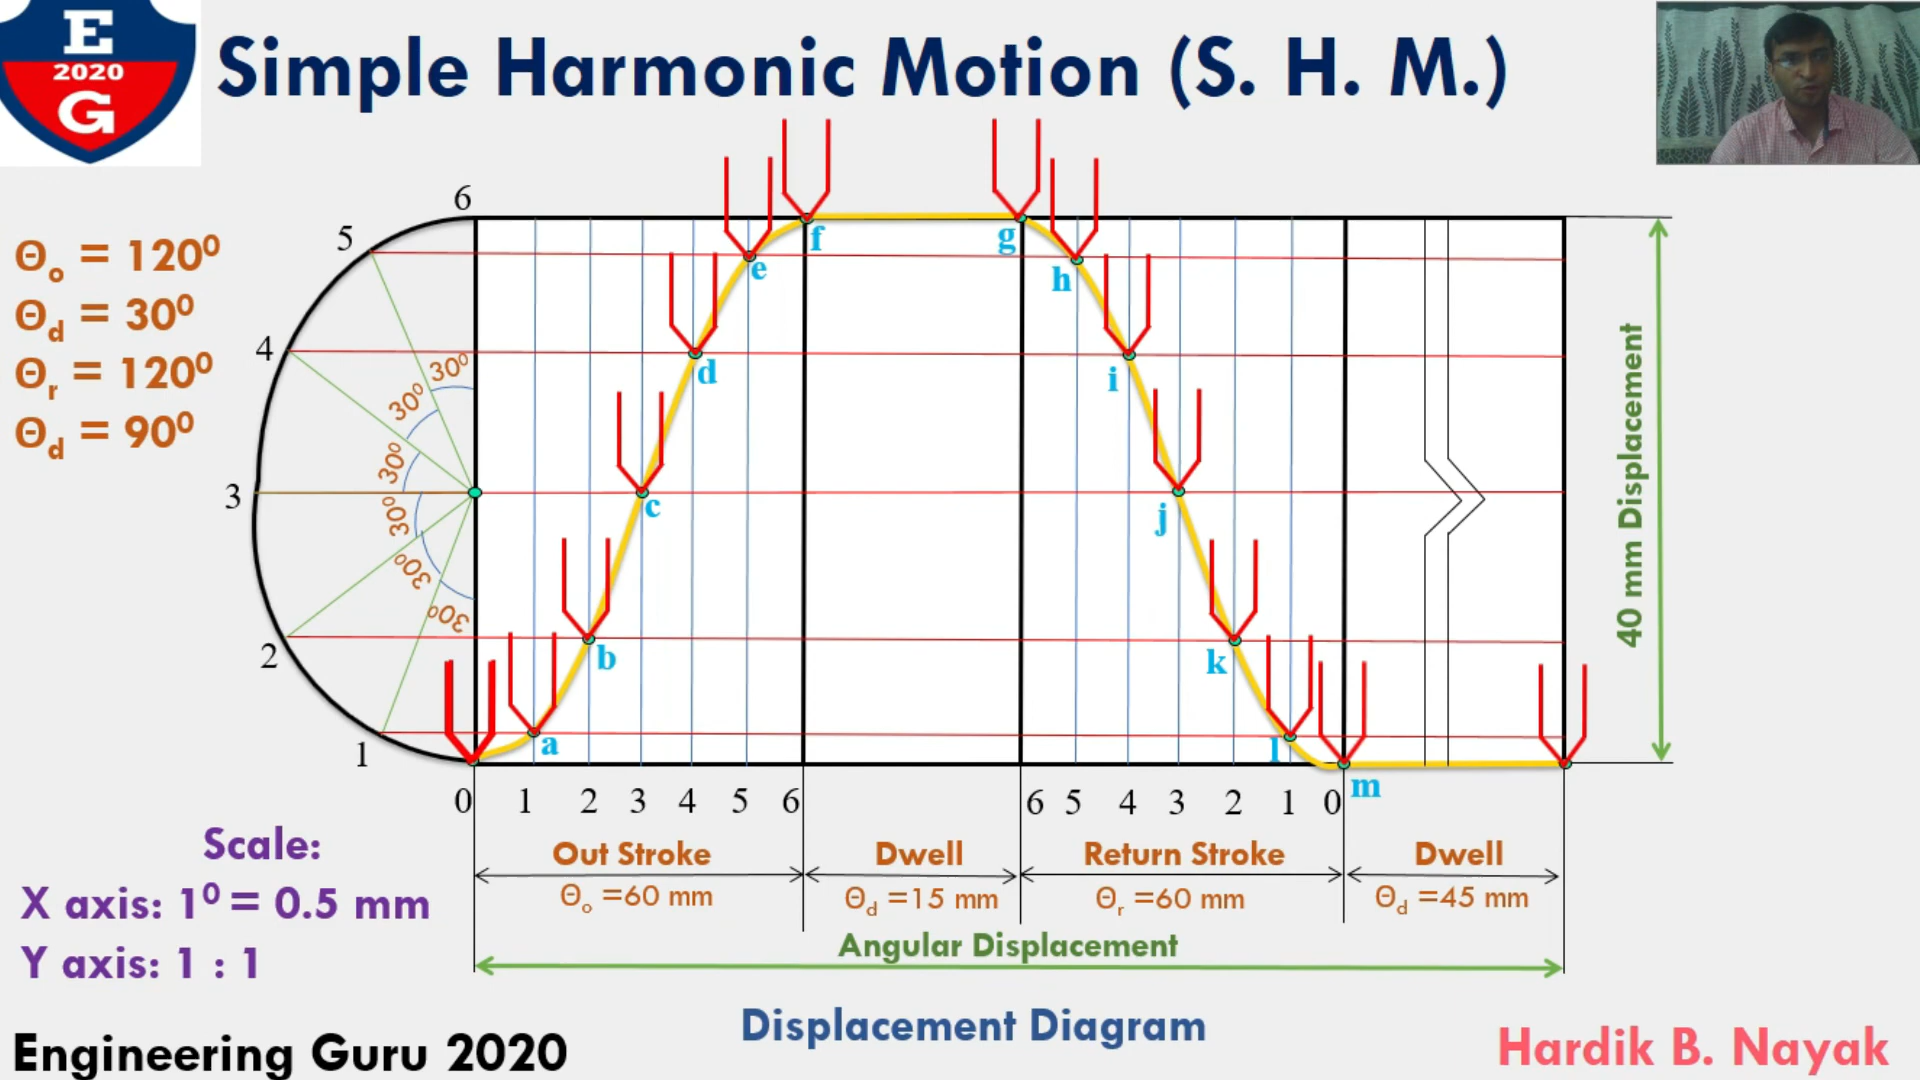 E
2020
G
Simple Harmonic Motion (S. H. M.)
Θo = 120⁰
Θd = 30⁰
Θr = 120⁰
Θd = 90⁰
6
5
4
3
2
1
30⁰
30⁰
30⁰
30⁰
30⁰
30⁰
f
g
e
h
d
i
c
j
b
k
a
l
m
0 1 2 3 4 5 6 6 5 4 3 2 1 0
40 mm Displacement
Out Stroke
Θo =60 mm
Dwell
Θd =15 mm
Return Stroke
Θr =60 mm
Dwell
Θd =45 mm
Angular Displacement
Scale:
X axis: 1⁰ = 0.5 mm
Y axis: 1 : 1
Displacement Diagram
Engineering Guru 2020
Hardik B. Nayak